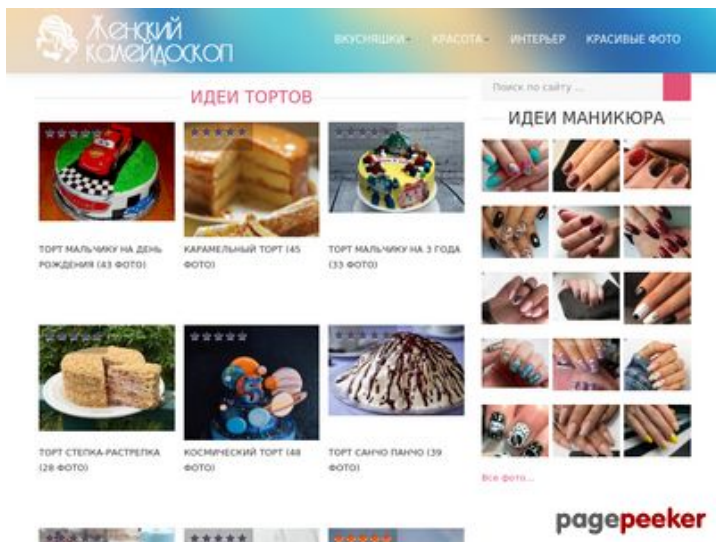 Женский
калейдоскоп
ВКУСНЯШКИ
КРАСОТА
ИНТЕРЬЕР
КРАСИВЫЕ ФОТО
ИДЕИ ТОРТОВ
ТОРТ МАЛЬЧИКУ НА ДЕНЬ
РОЖДЕНИЯ (43 ФОТО)
КАРАМЕЛЬНЫЙ ТОРТ (45
ФОТО)
ТОРТ МАЛЬЧИКУ НА 3 ГОДА
(33 ФОТО)
ТОРТ СТЕПКА-РАСТРЕПКА
(28 ФОТО)
КОСМИЧЕСКИЙ ТОРТ (48
ФОТО)
ТОРТ САНЧО ПАНЧО (39
ФОТО)
Поиск по сайту ...
ИДЕИ МАНИКЮРА
Все фото...
pagepeeker